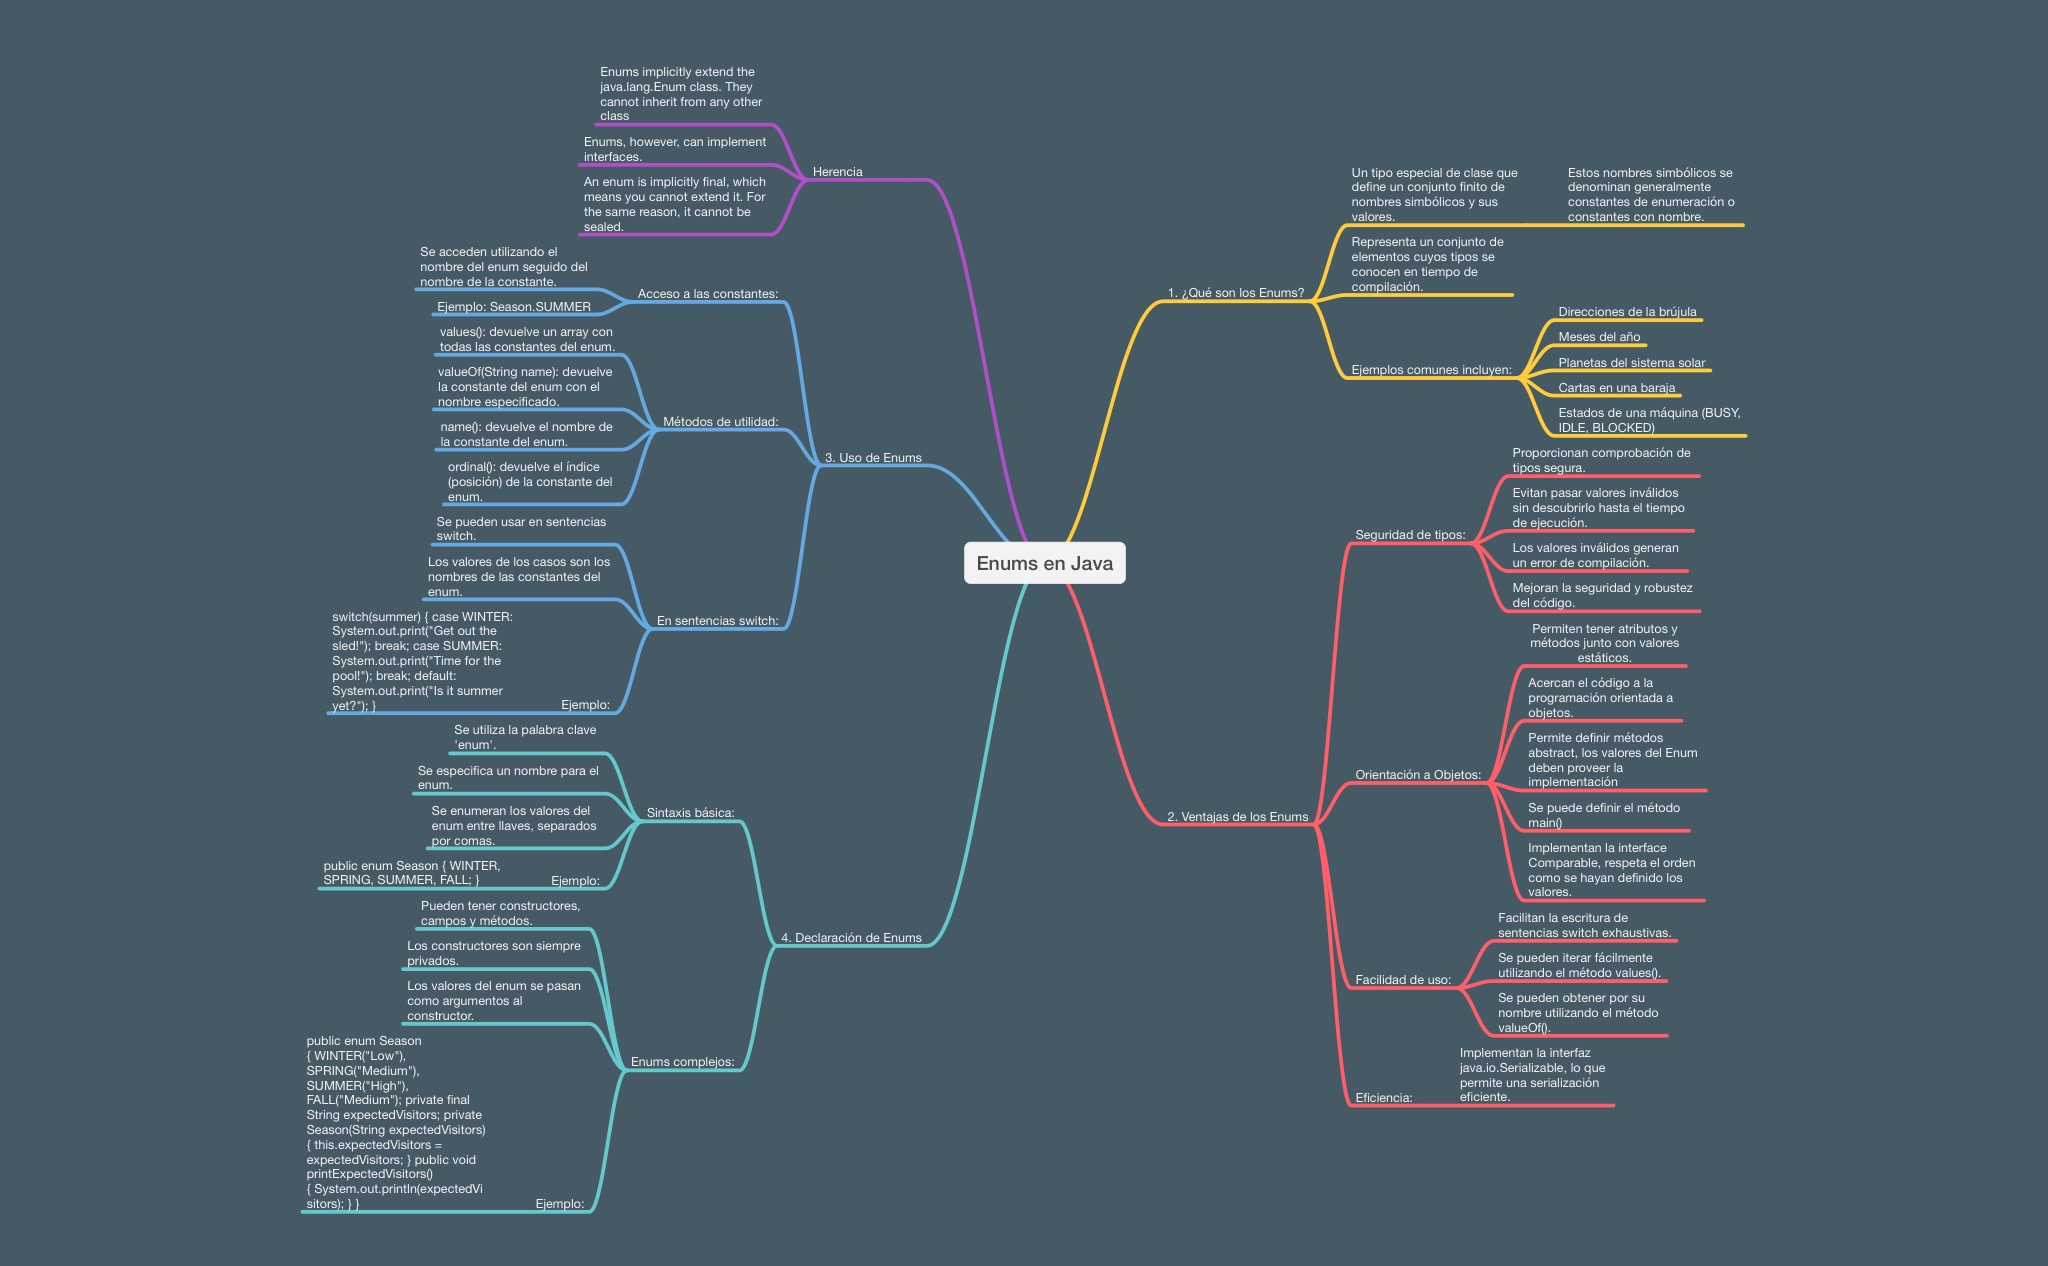 Enums en Java
1. ¿Qué son los Enums?
Un tipo especial de clase que
define un conjunto finito de
nombres simbólicos y sus
valores.
Estos nombres simbólicos se
denominan generalmente
constantes de enumeración o
constantes con nombre.
Representa un conjunto de
elementos cuyos tipos se
conocen en tiempo de
compilación.
Ejemplos comunes incluyen:
Direcciones de la brújula
Meses del año
Planetas del sistema solar
Cartas en una baraja
Estados de una máquina (BUSY,
IDLE, BLOCKED)
2. Ventajas de los Enums
Seguridad de tipos:
Proporcionan comprobación de
tipos segura.
Evitan pasar valores inválidos
sin descubrirlo hasta el tiempo
de ejecución.
Los valores inválidos generan
un error de compilación.
Mejoran la seguridad y robustez
del código.
Orientación a Objetos:
Permiten tener atributos y
métodos junto con valores
estáticos.
Acercan el código a la
programación orientada a
objetos.
Permite definir métodos
abstract, los valores del Enum
deben proveer la
implementación
Se puede definir el método
main()
Implementan la interface
Comparable, respeta el orden
como se hayan definido los
valores.
Facilidad de uso:
Facilitan la escritura de
sentencias switch exhaustivas.
Se pueden iterar fácilmente
utilizando el método values().
Se pueden obtener por su
nombre utilizando el método
valueOf().
Eficiencia:
Implementan la interfaz
java.io.Serializable, lo que
permite una serialización
eficiente.
Herencia
Enums implicitly extend the
java.lang.Enum class. They
cannot inherit from any other
class
Enums, however, can implement
interfaces.
An enum is implicitly final, which
means you cannot extend it. For
the same reason, it cannot be
sealed.
3. Uso de Enums
Acceso a las constantes:
Se acceden utilizando el
nombre del enum seguido del
nombre de la constante.
Ejemplo: Season.SUMMER
Métodos de utilidad:
values(): devuelve un array con
todas las constantes del enum.
valueOf(String name): devuelve
la constante del enum con el
nombre especificado.
name(): devuelve el nombre de
la constante del enum.
ordinal(): devuelve el índice
(posición) de la constante del
enum.
En sentencias switch:
Se pueden usar en sentencias
switch.
Los valores de los casos son los
nombres de las constantes del
enum.
Ejemplo:
switch(summer) { case WINTER:
System.out.print("Get out the
sled!"); break; case SUMMER:
System.out.print("Time for the
pool!"); break; default:
System.out.print("Is it summer
yet?"); }
4. Declaración de Enums
Sintaxis básica:
Se utiliza la palabra clave
'enum'.
Se especifica un nombre para el
enum.
Se enumeran los valores del
enum entre llaves, separados
por comas.
Ejemplo:
public enum Season { WINTER,
SPRING, SUMMER, FALL; }
Enums complejos:
Pueden tener constructores,
campos y métodos.
Los constructores son siempre
privados.
Los valores del enum se pasan
como argumentos al
constructor.
Ejemplo:
public enum Season
{ WINTER("Low"),
SPRING("Medium"),
SUMMER("High"),
FALL("Medium"); private final
String expectedVisitors; private
Season(String expectedVisitors)
{ this.expectedVisitors =
expectedVisitors; } public void
printExpectedVisitors()
{ System.out.println(expectedVi
sitors); } }